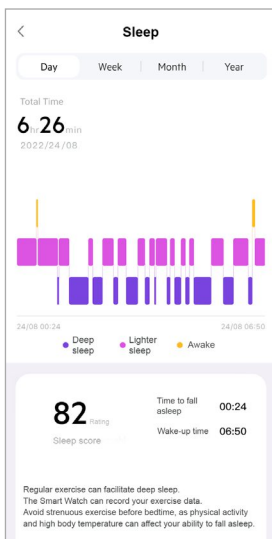 Sleep
Day Week Month Year
Total Time
6hr26min
2022/24/08
24/08 00:24 24/08 06:50
Deep sleep Lighter sleep Awake
82 Rating
Sleep score
Time to fall asleep 00:24
Wake-up time 06:50
Regular exercise can facilitate deep sleep.
The Smart Watch can record your exercise data.
Avoid strenuous exercise before bedtime, as physical activity
and high body temperature can affect your ability to fall asleep.